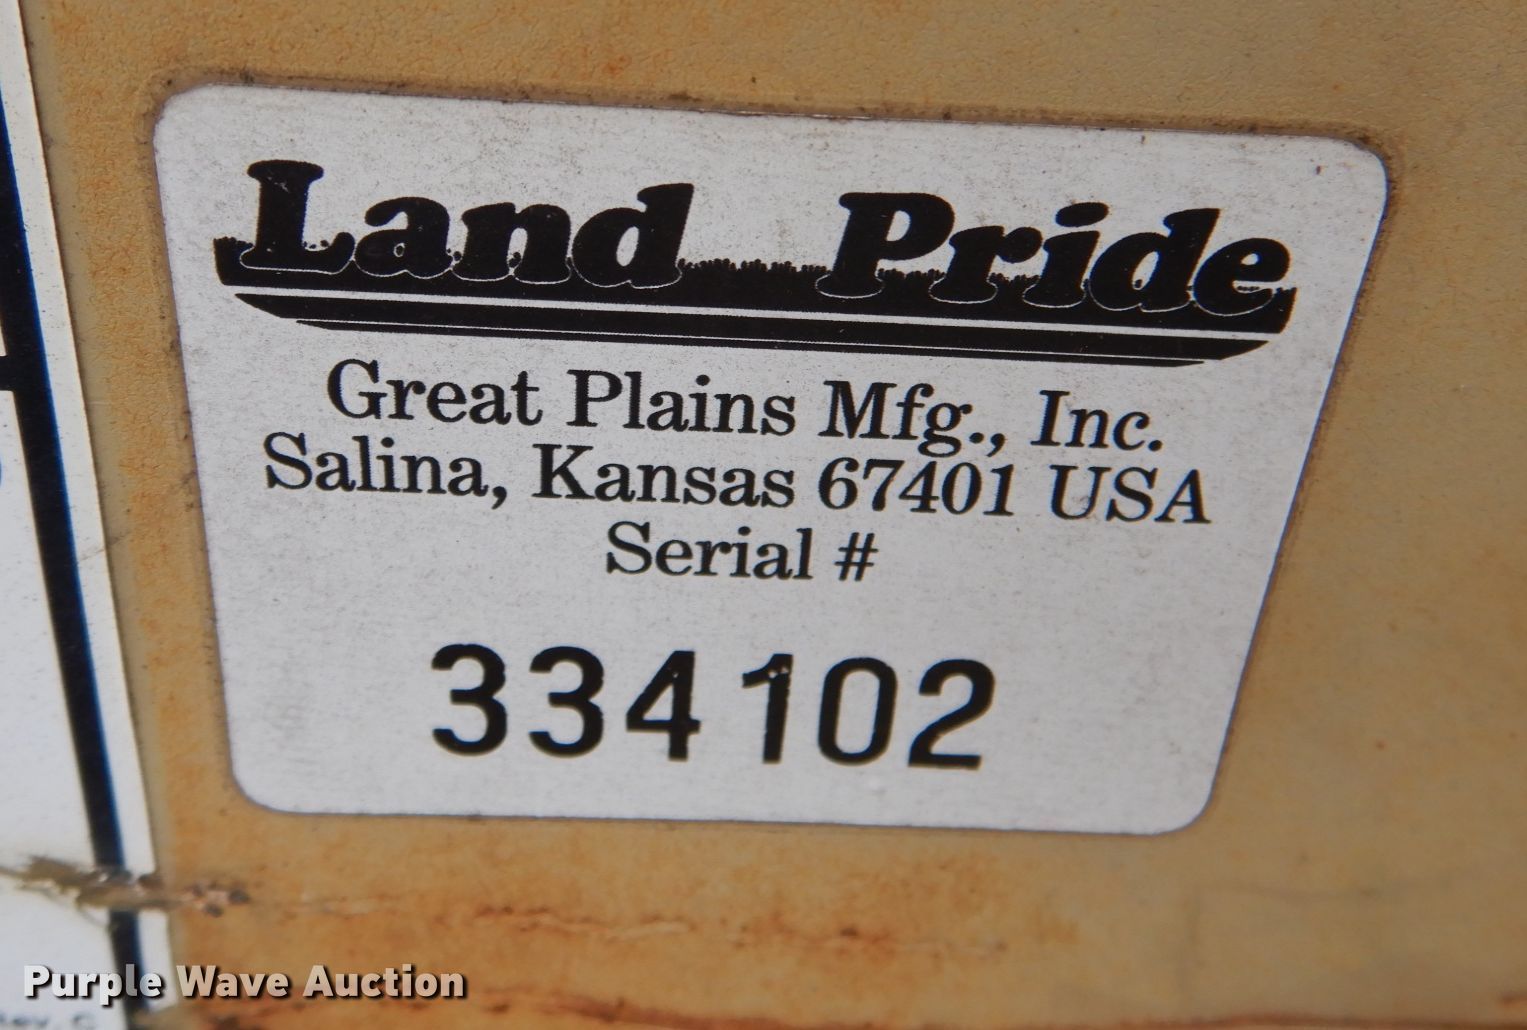 Land Pride
Great Plains Mfg., Inc.
Salina, Kansas 67401 USA
Serial #
334102
Purple Wave Auction